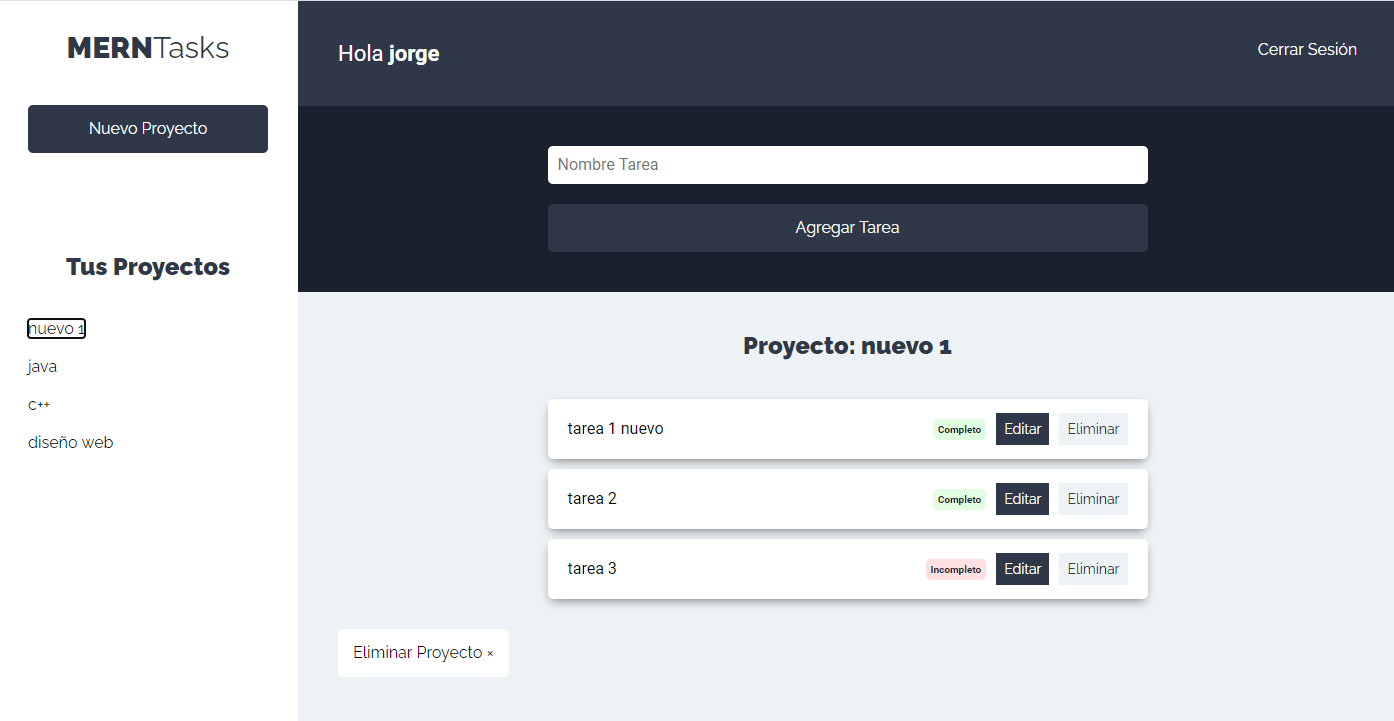 MERNTasks
Nuevo Proyecto
Tus Proyectos
nuevo 1
java
c++
diseño web
Hola jorge
Cerrar Sesión
Nombre Tarea
Agregar Tarea
Proyecto: nuevo 1
tarea 1 nuevo Completo Editar Eliminar
tarea 2 Completo Editar Eliminar
tarea 3 Incompleto Editar Eliminar
Eliminar Proyecto ×